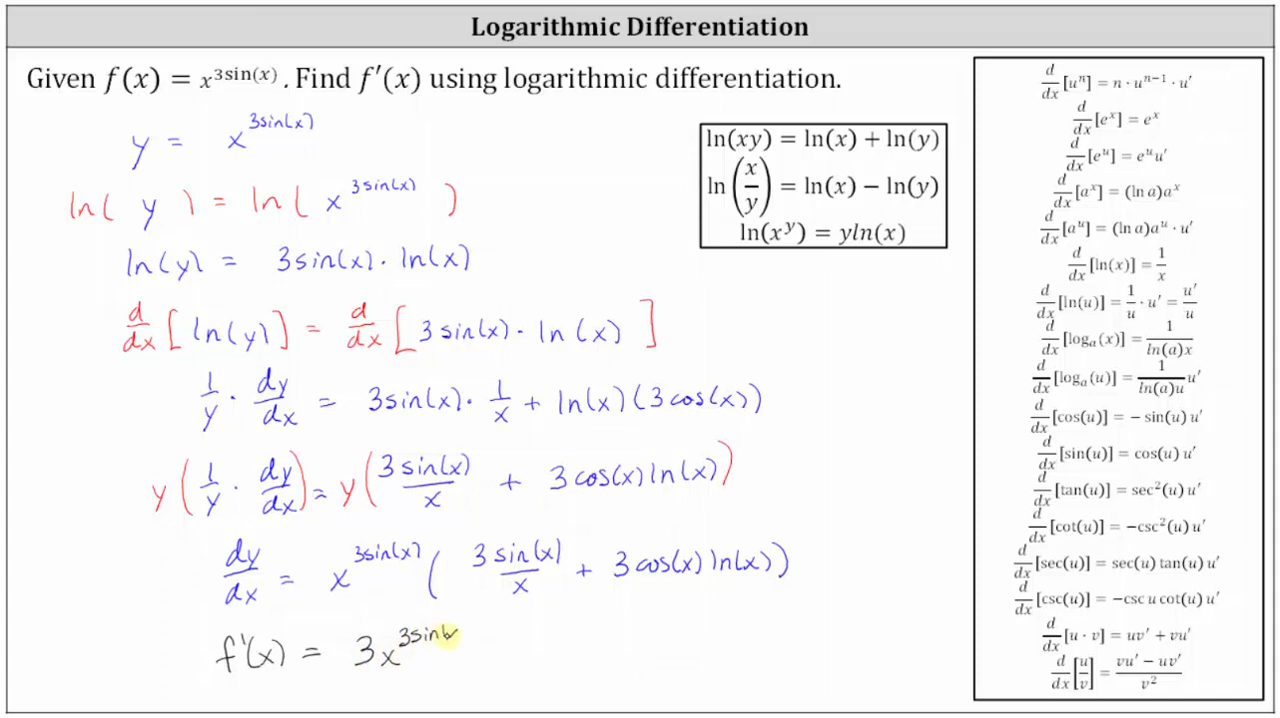 Logarithmic Differentiation
Given f(x) = x^{3sin(x)}. Find f′(x) using logarithmic differentiation.
y = x^{3sin(x)}
ln( y ) = ln( x^{3sin(x)} )
ln(y) = 3sin(x) · ln(x)
d/dx [ln(y)] = d/dx [3sin(x) · ln(x)]
1/y · dy/dx = 3sin(x) · 1/x + ln(x)(3cos(x))
y(1/y · dy/dx) = y(3sin(x)/x + 3cos(x)ln(x))
dy/dx = x^{3sin(x)} (3sin(x)/x + 3cos(x)ln(x))
f'(x) = 3x^{3sin
ln(xy) = ln(x) + ln(y)
ln(x/y) = ln(x) − ln(y)
ln(x^y) = yln(x)
d/dx [u^n] = n · u^{n−1} · u′
d/dx [e^x] = e^x
d/dx [e^u] = e^u u′
d/dx [a^x] = (ln a)a^x
d/dx [a^u] = (ln a)a^u · u′
d/dx [ln(x)] = 1/x
d/dx [ln(u)] = 1/u · u′ = u′/u
d/dx [log_a(x)] = 1/ln(a)x
d/dx [log_a(u)] = 1/ln(a)u u′
d/dx [cos(u)] = − sin(u) u′
d/dx [sin(u)] = cos(u) u′
d/dx [tan(u)] = sec²(u) u′
d/dx [cot(u)] = −csc²(u) u′
d/dx [sec(u)] = sec(u) tan(u) u′
d/dx [csc(u)] = −csc u cot(u) u′
d/dx [u · v] = uv′ + vu′
d/dx [u/v] = vu′ − uv′/v²